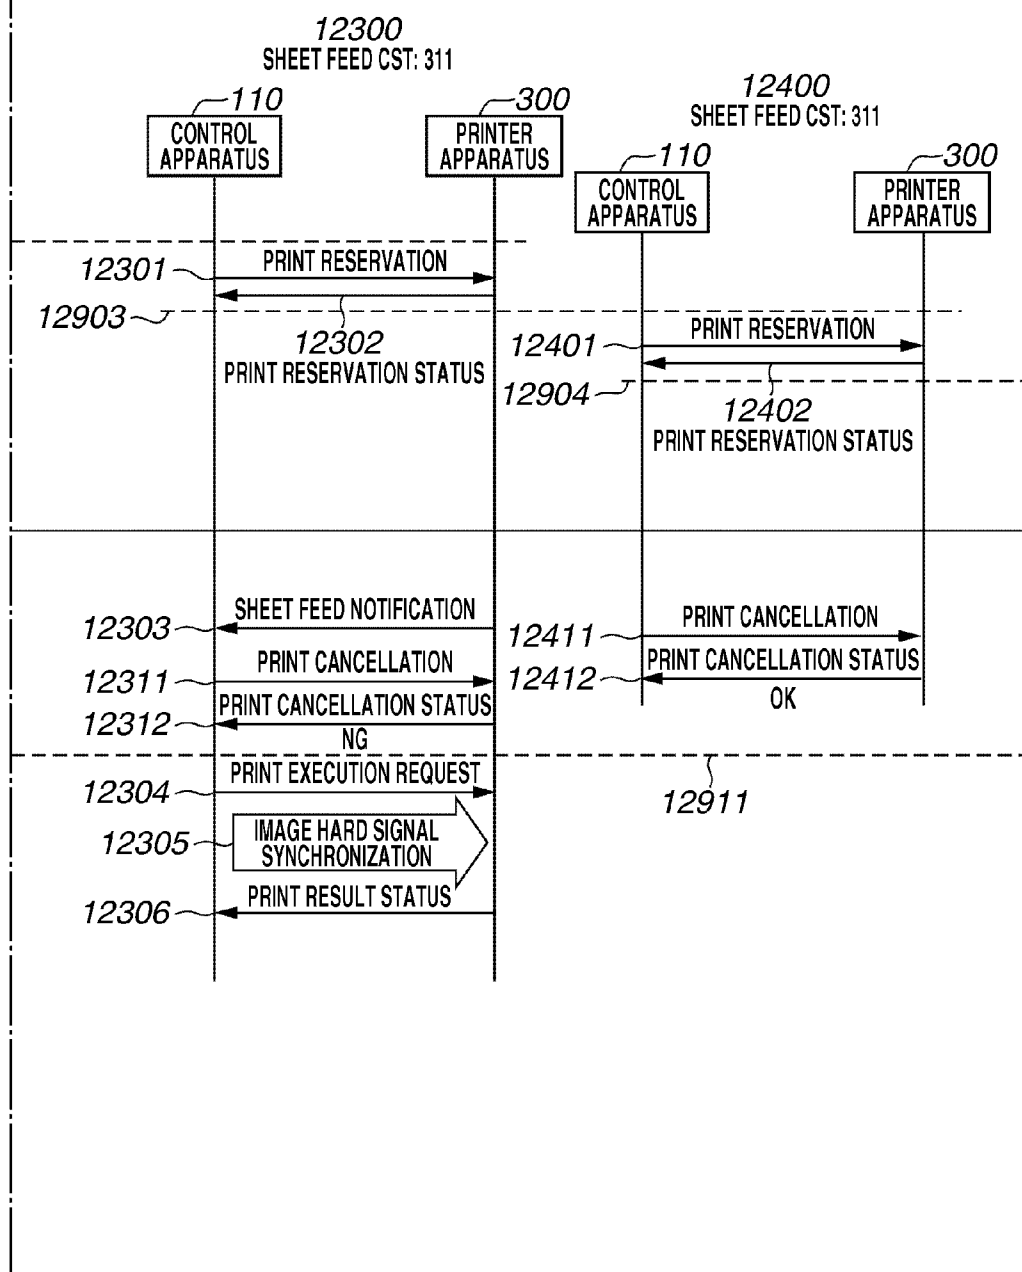 12300
SHEET FEED CST: 311
12400
SHEET FEED CST: 311
110
300
CONTROL
APPARATUS
PRINTER
APPARATUS
110
300
CONTROL
APPARATUS
PRINTER
APPARATUS
12301
PRINT RESERVATION
12903
12302
PRINT RESERVATION STATUS
12401
PRINT RESERVATION
12904
12402
PRINT RESERVATION STATUS
12303
SHEET FEED NOTIFICATION
12311
PRINT CANCELLATION
12312
PRINT CANCELLATION STATUS
NG
12411
PRINT CANCELLATION
12412
PRINT CANCELLATION STATUS
OK
12304
PRINT EXECUTION REQUEST
12911
12305
IMAGE HARD SIGNAL
SYNCHRONIZATION
12306
PRINT RESULT STATUS